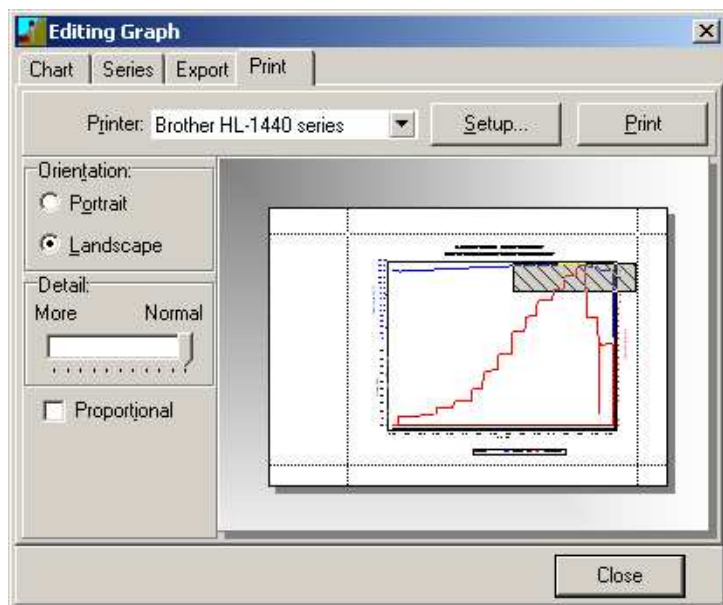 Editing Graph
Chart Series Export Print
Printer: Brother HL-1440 series Setup... Print
Orientation:
Portrait
Landscape
Detail:
More Normal
Proportional
Close